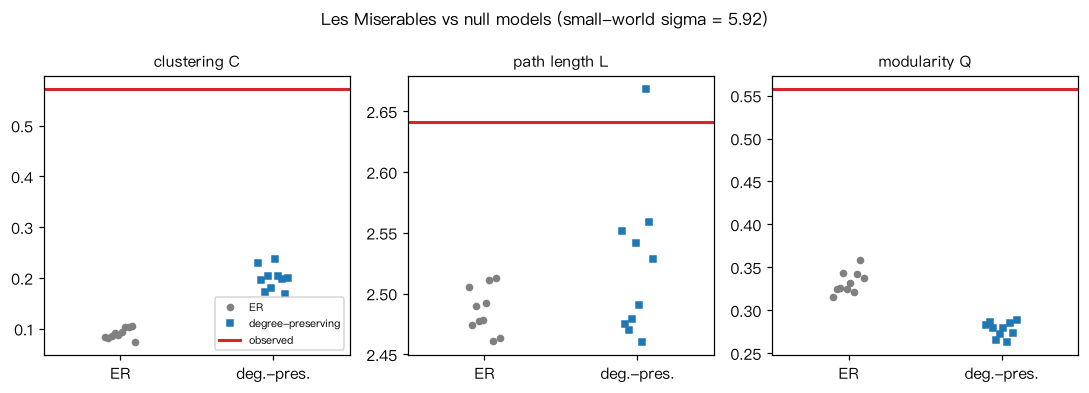 Les Miserables vs null models (small-world sigma = 5.92)
clustering C
path length L
modularity Q
0.5
0.4
0.3
0.2
0.1
ER
deg.-pres.
ER
degree-preserving
observed
2.65
2.60
2.55
2.50
2.45
ER
deg.-pres.
0.55
0.50
0.45
0.40
0.35
0.30
0.25
ER
deg.-pres.